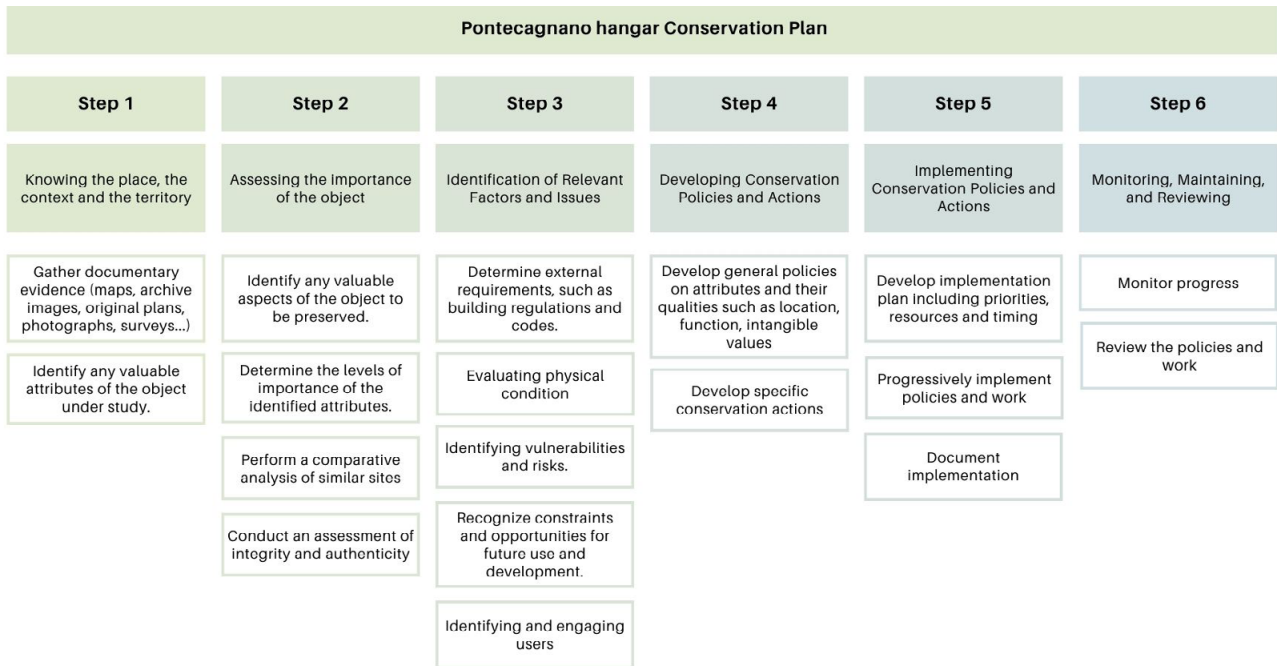 Pontecagnano hangar Conservation Plan
Step 1
Knowing the place, the
context and the territory
Gather documentary
evidence (maps, archive
images, original plans,
photographs, surveys...)
Identify any valuable
attributes of the object
under study.
Step 2
Assessing the importance
of the object
Identify any valuable
aspects of the object to
be preserved.
Determine the levels of
importance of the
identified attributes.
Perform a comparative
analysis of similar sites
Conduct an assessment of
integrity and authenticity
Step 3
Identification of Relevant
Factors and Issues
Determine external
requirements, such as
building regulations and
codes.
Evaluating physical
condition
Identifying vulnerabilities
and risks.
Recognize constraints
and opportunities for
future use and
development.
Identifying and engaging
users
Step 4
Developing Conservation
Policies and Actions
Develop general policies
on attributes and their
qualities such as location,
function, intangible
values
Develop specific
conservation actions
Step 5
Implementing
Conservation Policies and
Actions
Develop implementation
plan including priorities,
resources and timing
Progressively implement
policies and work
Document
implementation
Step 6
Monitoring, Maintaining,
and Reviewing
Monitor progress
Review the policies and
work